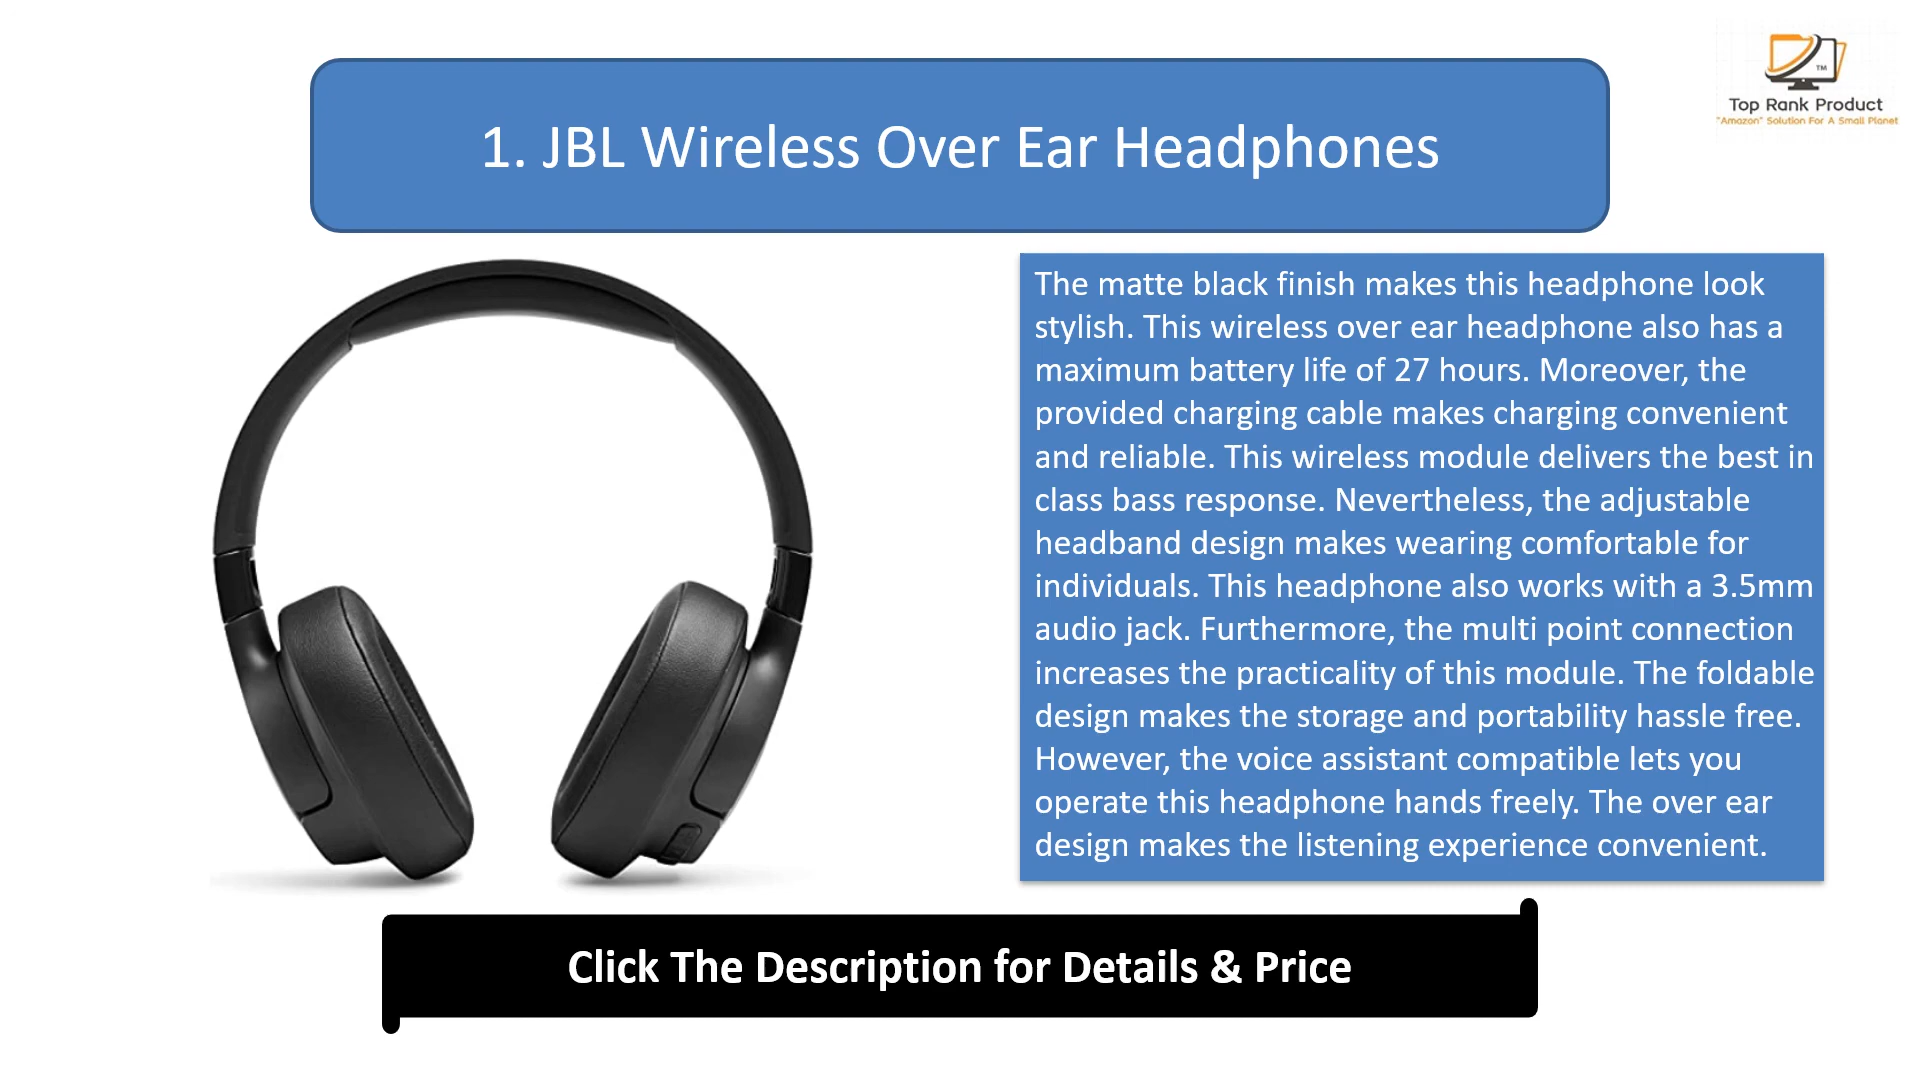 TM
Top Rank Product
"Amazon" Solution For A Small Planet
1. JBL Wireless Over Ear Headphones
The matte black finish makes this headphone look
stylish. This wireless over ear headphone also has a
maximum battery life of 27 hours. Moreover, the
provided charging cable makes charging convenient
and reliable. This wireless module delivers the best in
class bass response. Nevertheless, the adjustable
headband design makes wearing comfortable for
individuals. This headphone also works with a 3.5mm
audio jack. Furthermore, the multi point connection
increases the practicality of this module. The foldable
design makes the storage and portability hassle free.
However, the voice assistant compatible lets you
operate this headphone hands freely. The over ear
design makes the listening experience convenient.
Click The Description for Details & Price